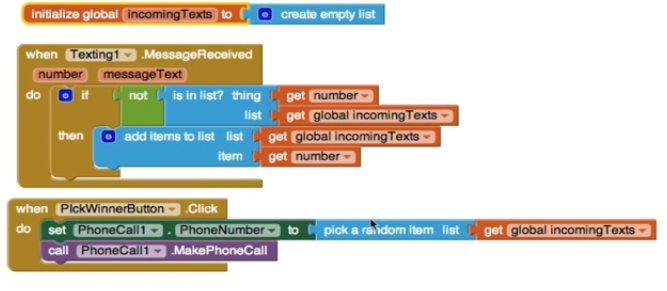 initialize global incomingTexts to create empty list
when Texting1 .MessageReceived
number messageText
do if not is in list? thing get number
list get global incomingTexts
then add items to list list get global incomingTexts
item get number
when PIckWinnerButton .Click
do set PhoneCall1 . PhoneNumber to pick a random item list get global incomingTexts
call PhoneCall1 .MakePhoneCall